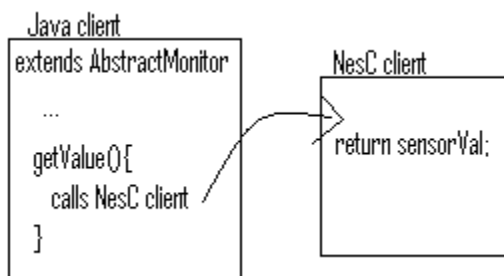 Java client
extends AbstractMonitor
...
getValue(){
calls NesC client
}
NesC client
return sensorVal;